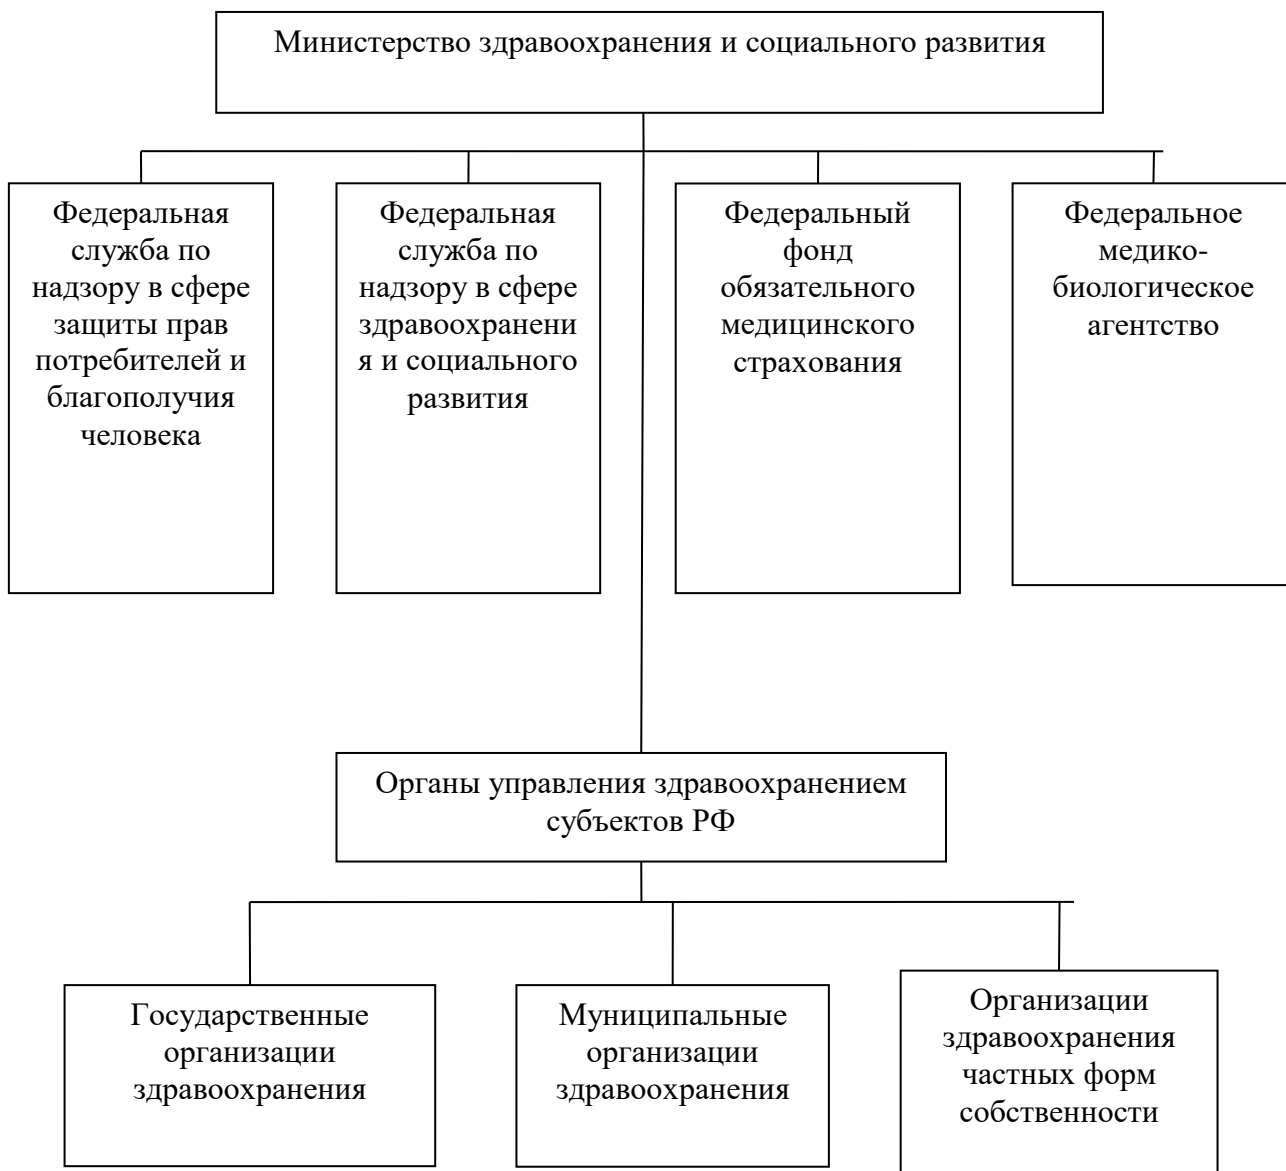 Министерство здравоохранения и социального развития
Федеральная
служба по
надзору в сфере
защиты прав
потребителей и
благополучия
человека
Федеральная
служба по
надзору в сфере
здравоохранени
я и социального
развития
Федеральный
фонд
обязательного
медицинского
страхования
Федеральное
медико-
биологическое
агентство
Органы управления здравоохранением
субъектов РФ
Государственные
организации
здравоохранения
Муниципальные
организации
здравоохранения
Организации
здравоохранения
частных форм
собственности